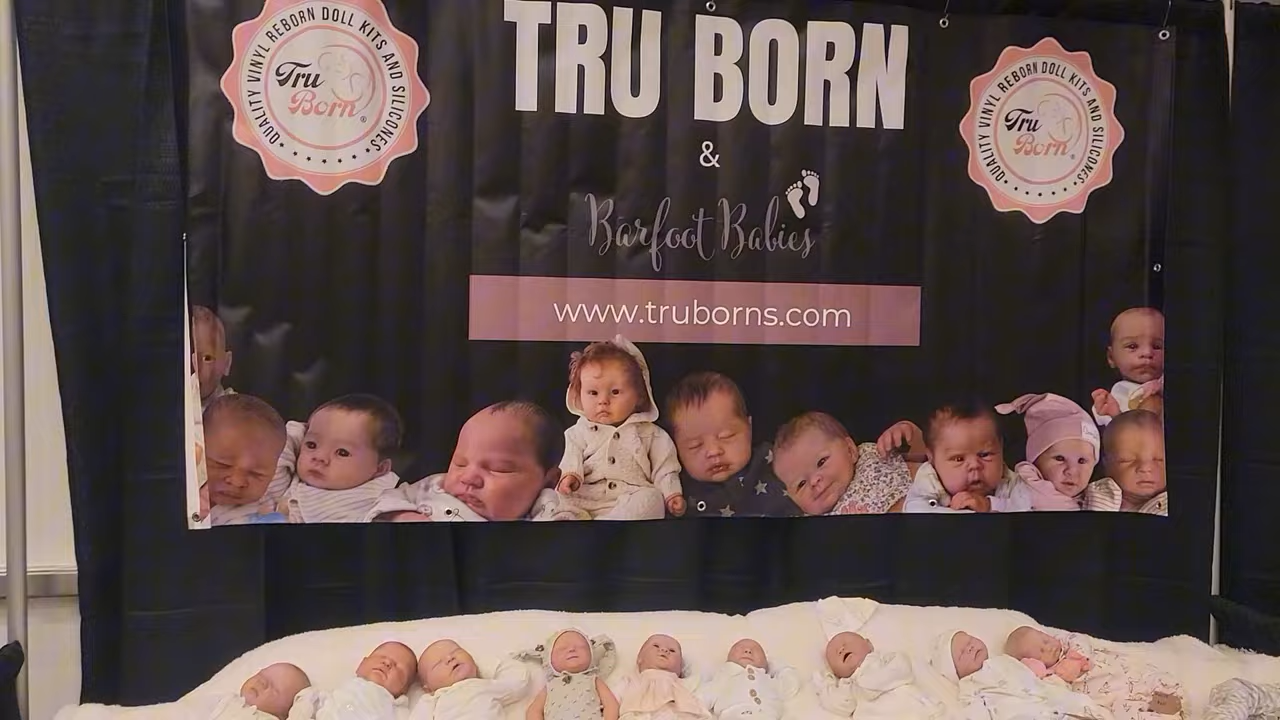 QUALITY VINYL REBORN DOLL KITS AND SILICONES
Tru
Born®
TRU BORN
&
Barfoot Babies
www.truborns.com
QUALITY VINYL REBORN DOLL KITS AND SILICONES
Tru
Born®